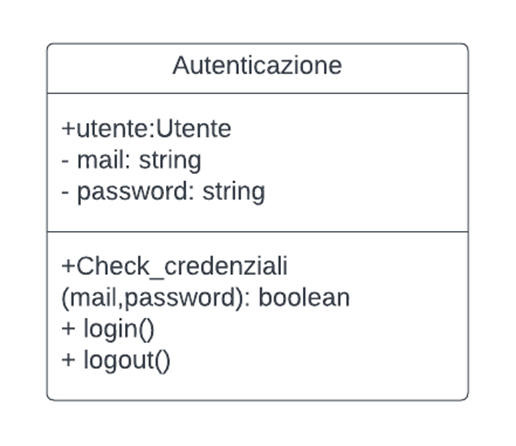 Autenticazione
+utente:Utente
- mail: string
- password: string
+Check_credenziali
(mail,password): boolean
+ login()
+ logout()